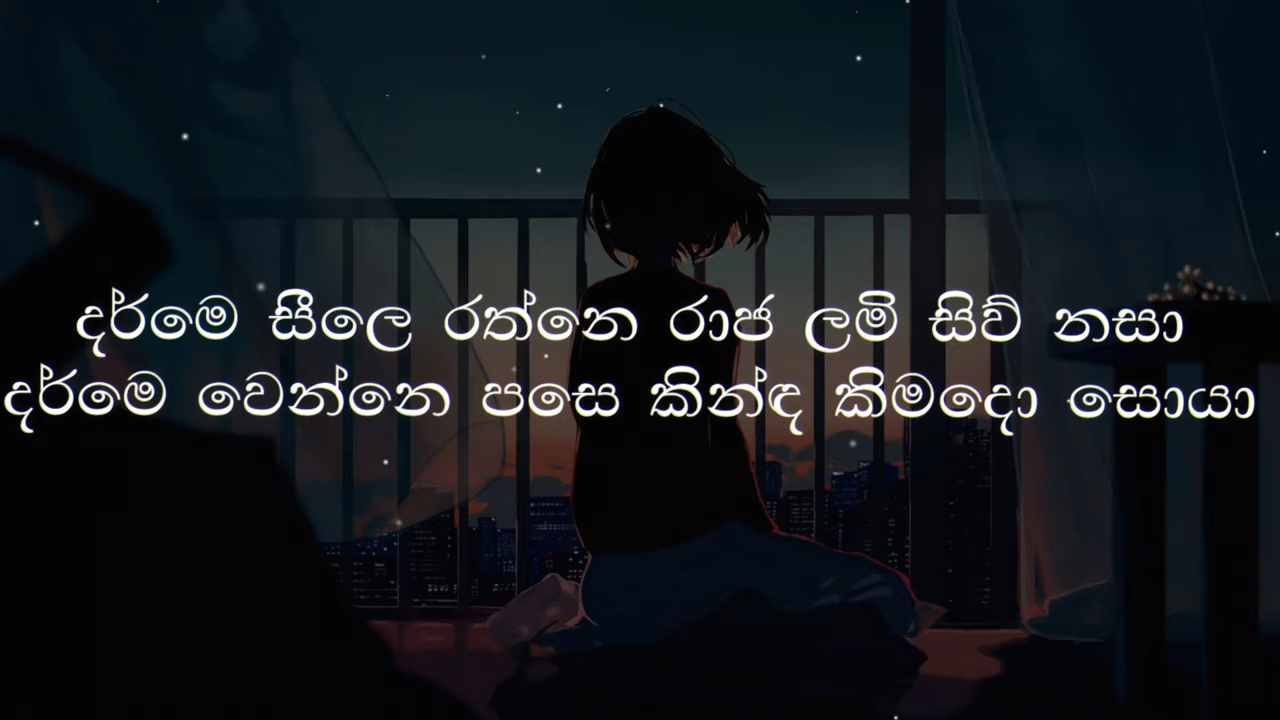 දර්මෙ සීලෙ රත්නෙ රාජ ලමි සිව් නසා
දර්මෙ වෙන්නෙ පසෙ කින්ඳ කිමදො සොයා